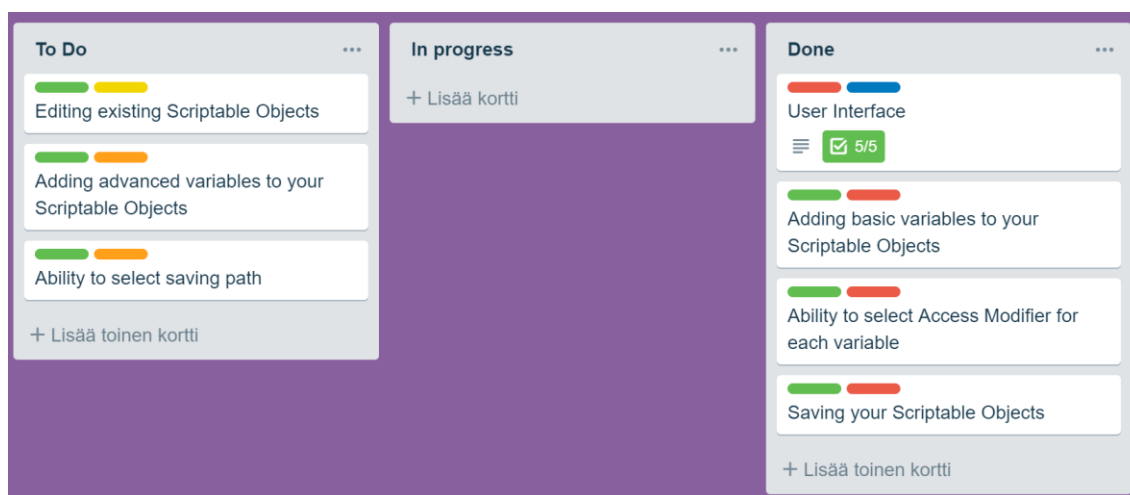 To Do
Editing existing Scriptable Objects
Adding advanced variables to your
Scriptable Objects
Ability to select saving path
+ Lisää toinen kortti
In progress
+ Lisää kortti
Done
User Interface
5/5
Adding basic variables to your
Scriptable Objects
Ability to select Access Modifier for
each variable
Saving your Scriptable Objects
+ Lisää toinen kortti